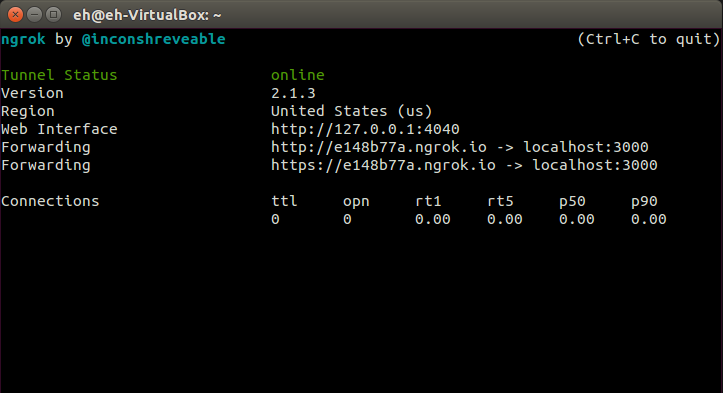 eh@eh-VirtualBox: ~
ngrok by @inconshreveable (Ctrl+C to quit)
Tunnel Status online
Version 2.1.3
Region United States (us)
Web Interface http://127.0.0.1:4040
Forwarding http://e148b77a.ngrok.io -> localhost:3000
Forwarding https://e148b77a.ngrok.io -> localhost:3000
Connections ttl opn rt1 rt5 p50 p90
0 0 0.00 0.00 0.00 0.00